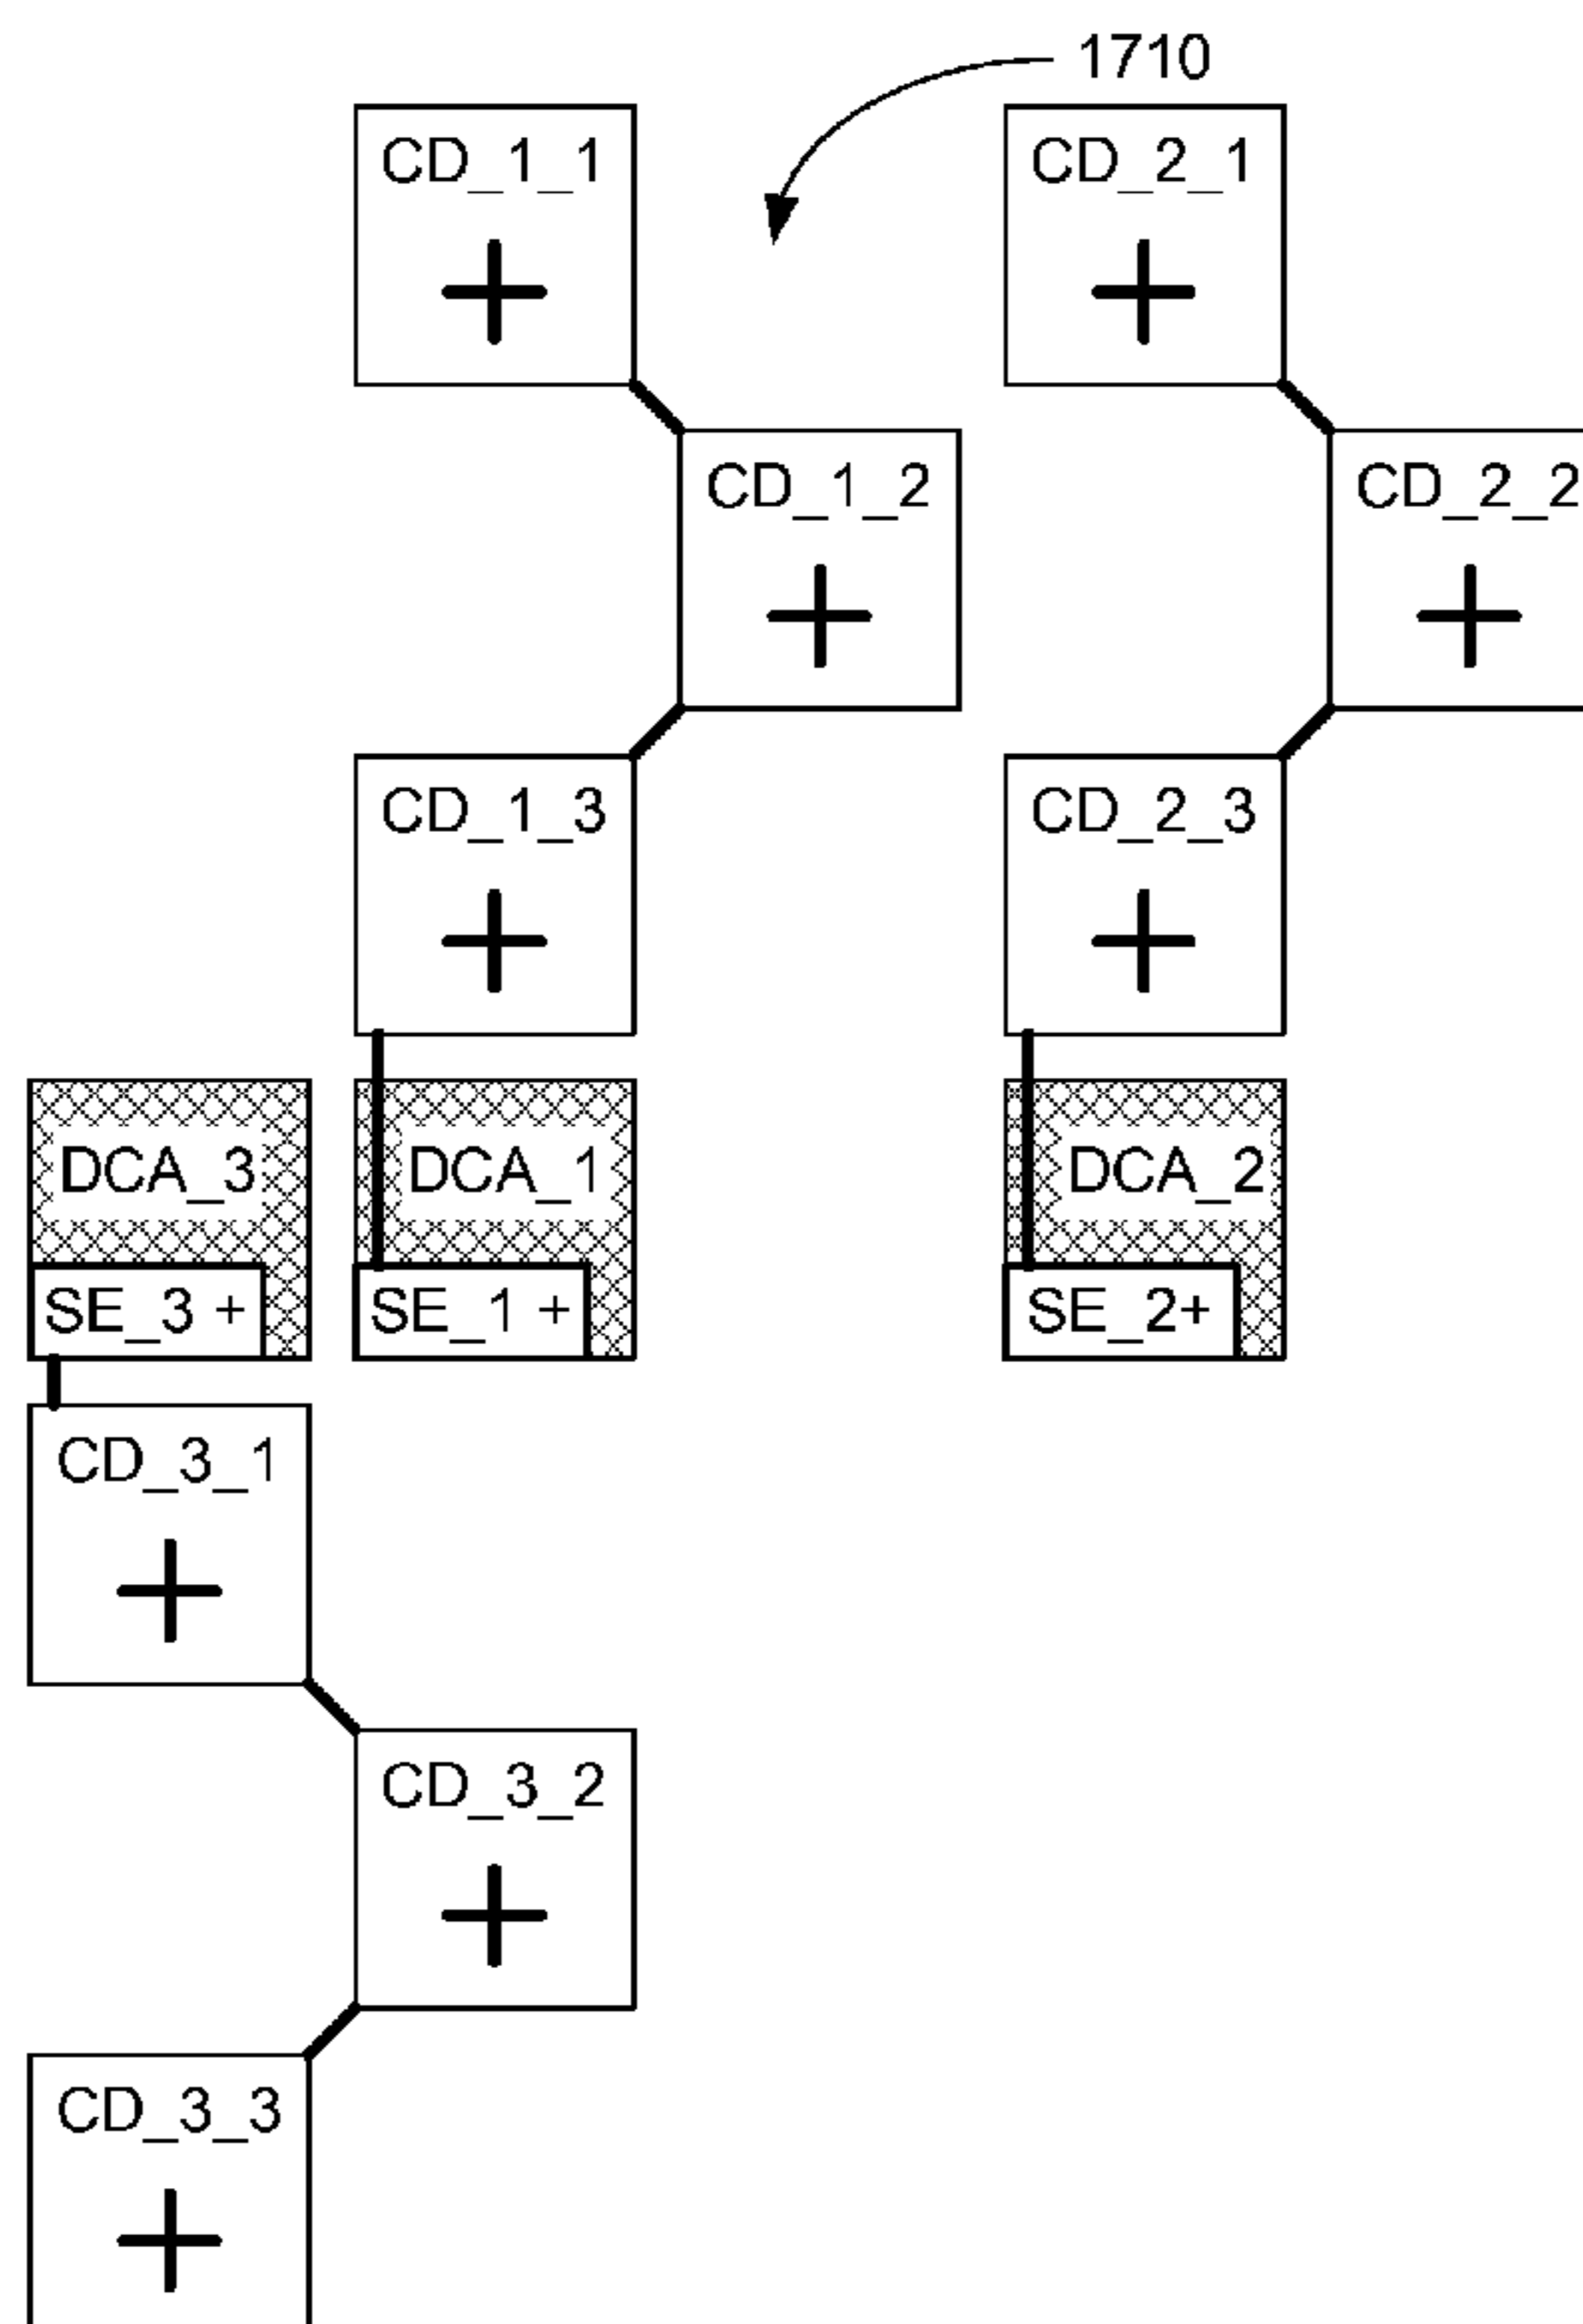 1710
CD_1_1
CD_2_1
+
+
CD_1_2
CD_2_2
+
+
CD_1_3
CD_2_3
+
+
DCA_3
DCA_1
DCA_2
SE_3 +
SE_1 +
SE_2+
CD_3_1
+
CD_3_2
+
CD_3_3
+